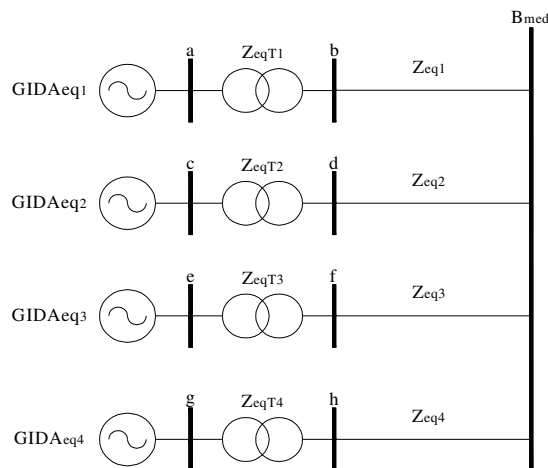 Bmed
a ZeqT1 b
GIDAeq1 Zeq1
c ZeqT2 d
GIDAeq2 Zeq2
e ZeqT3 f
GIDAeq3 Zeq3
g ZeqT4 h
GIDAeq4 Zeq4